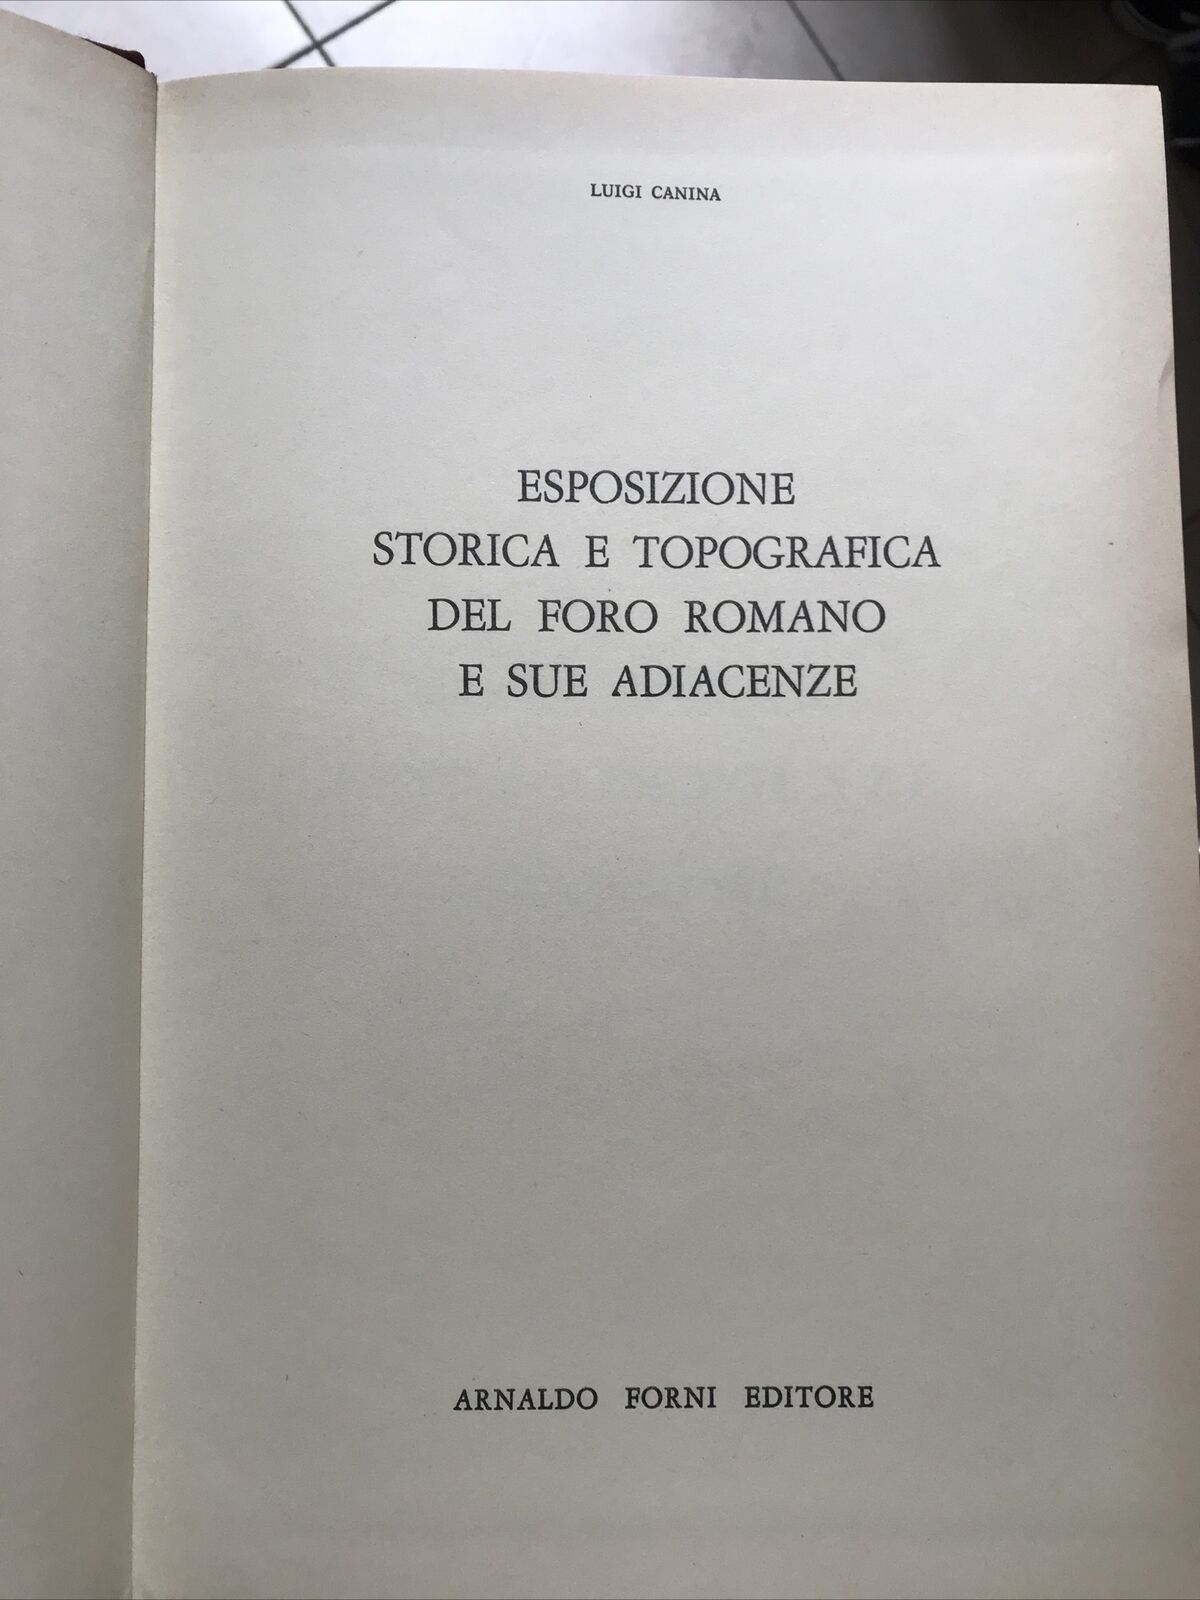 LUIGI CANINA
ESPOSIZIONE
STORICA E TOPOGRAFICA
DEL FORO ROMANO
E SUE ADIACENZE
ARNALDO FORNI EDITORE